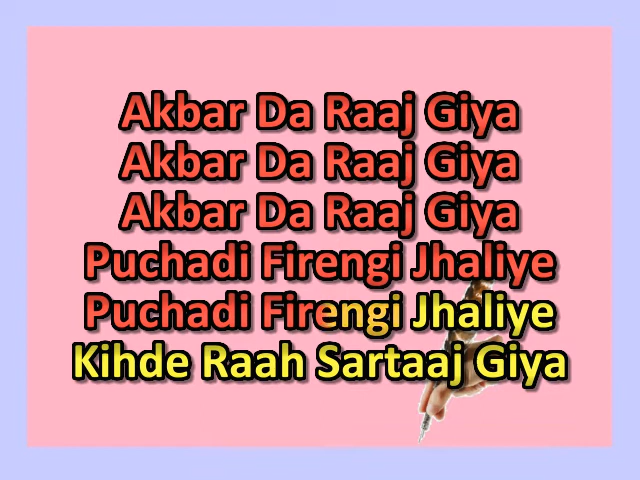 Akbar Da Raaj Giya
Akbar Da Raaj Giya
Akbar Da Raaj Giya
Puchadi Firengi Jhaliye
Puchadi Firengi Jhaliye
Kihde Raah Sartaaj Giya